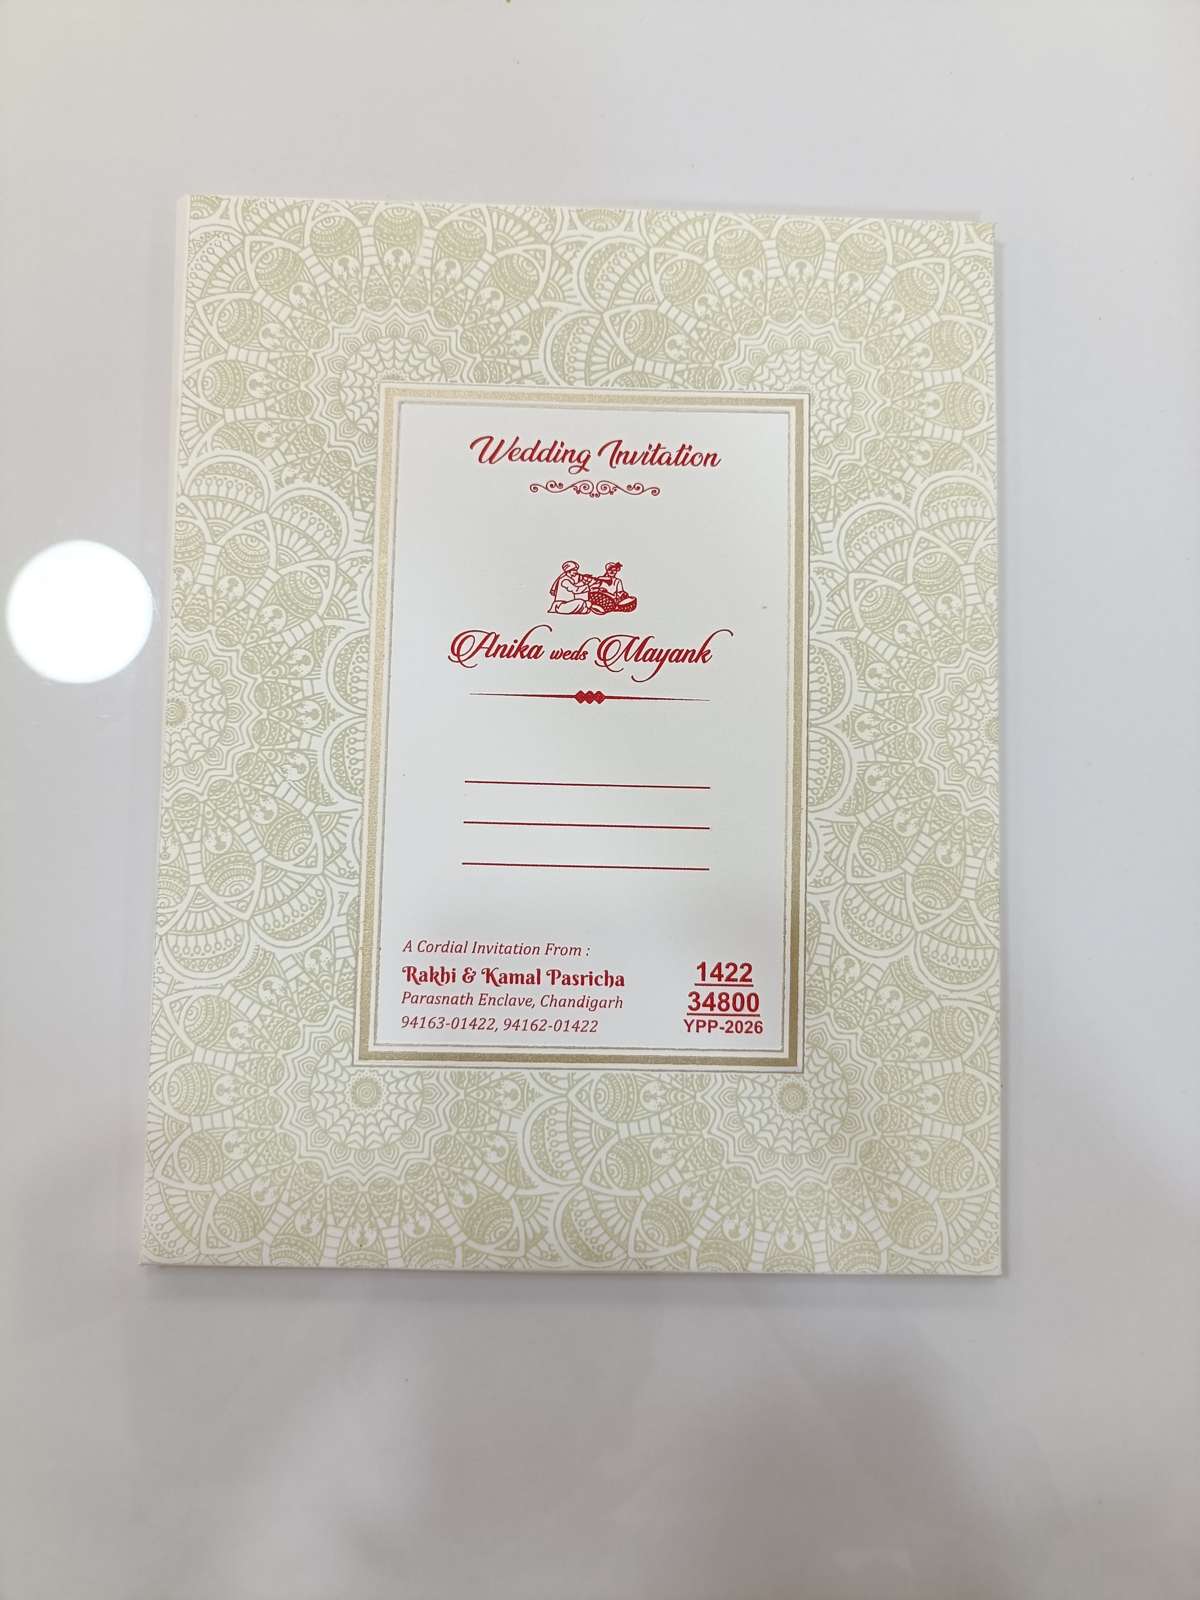 Wedding Invitation
Anika weds Mayank
A Cordial Invitation From :
Rakhi & Kamal Pasricha
Parasnath Enclave, Chandigarh
94163-01422, 94162-01422
1422
34800
YPP-2026